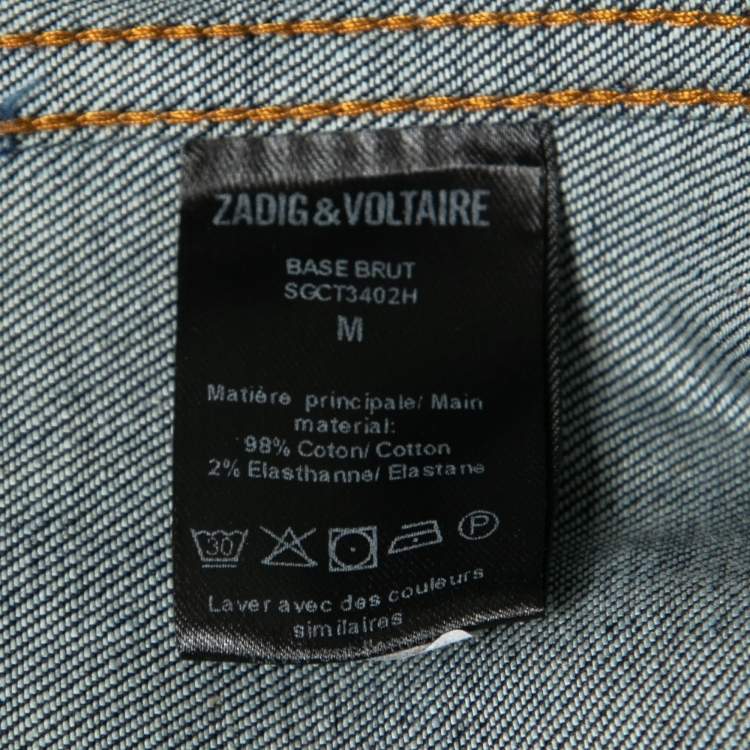 ZADIG & VOLTAIRE
BASE BRUT
SGCT3402H
M
Matière principale/ Main
material:
98% Coton/ Cotton
2% Elasthanne/ Elastane
30 P
Laver avec des couleurs
similaires